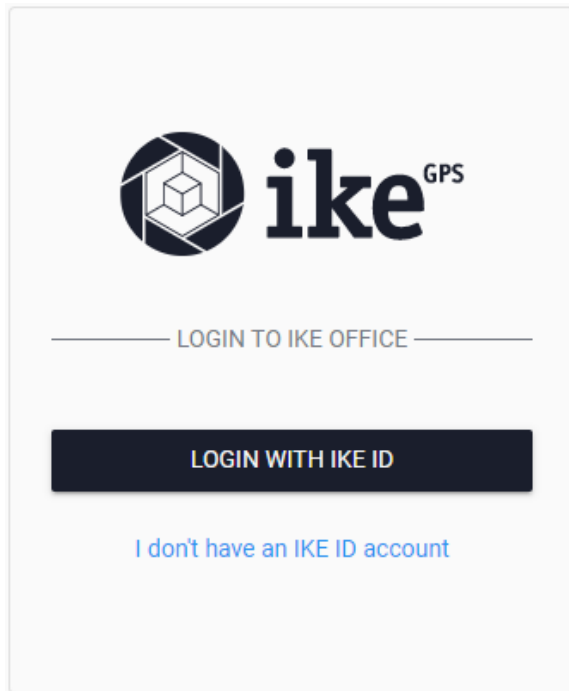 ike GPS
LOGIN TO IKE OFFICE
LOGIN WITH IKE ID
I don't have an IKE ID account